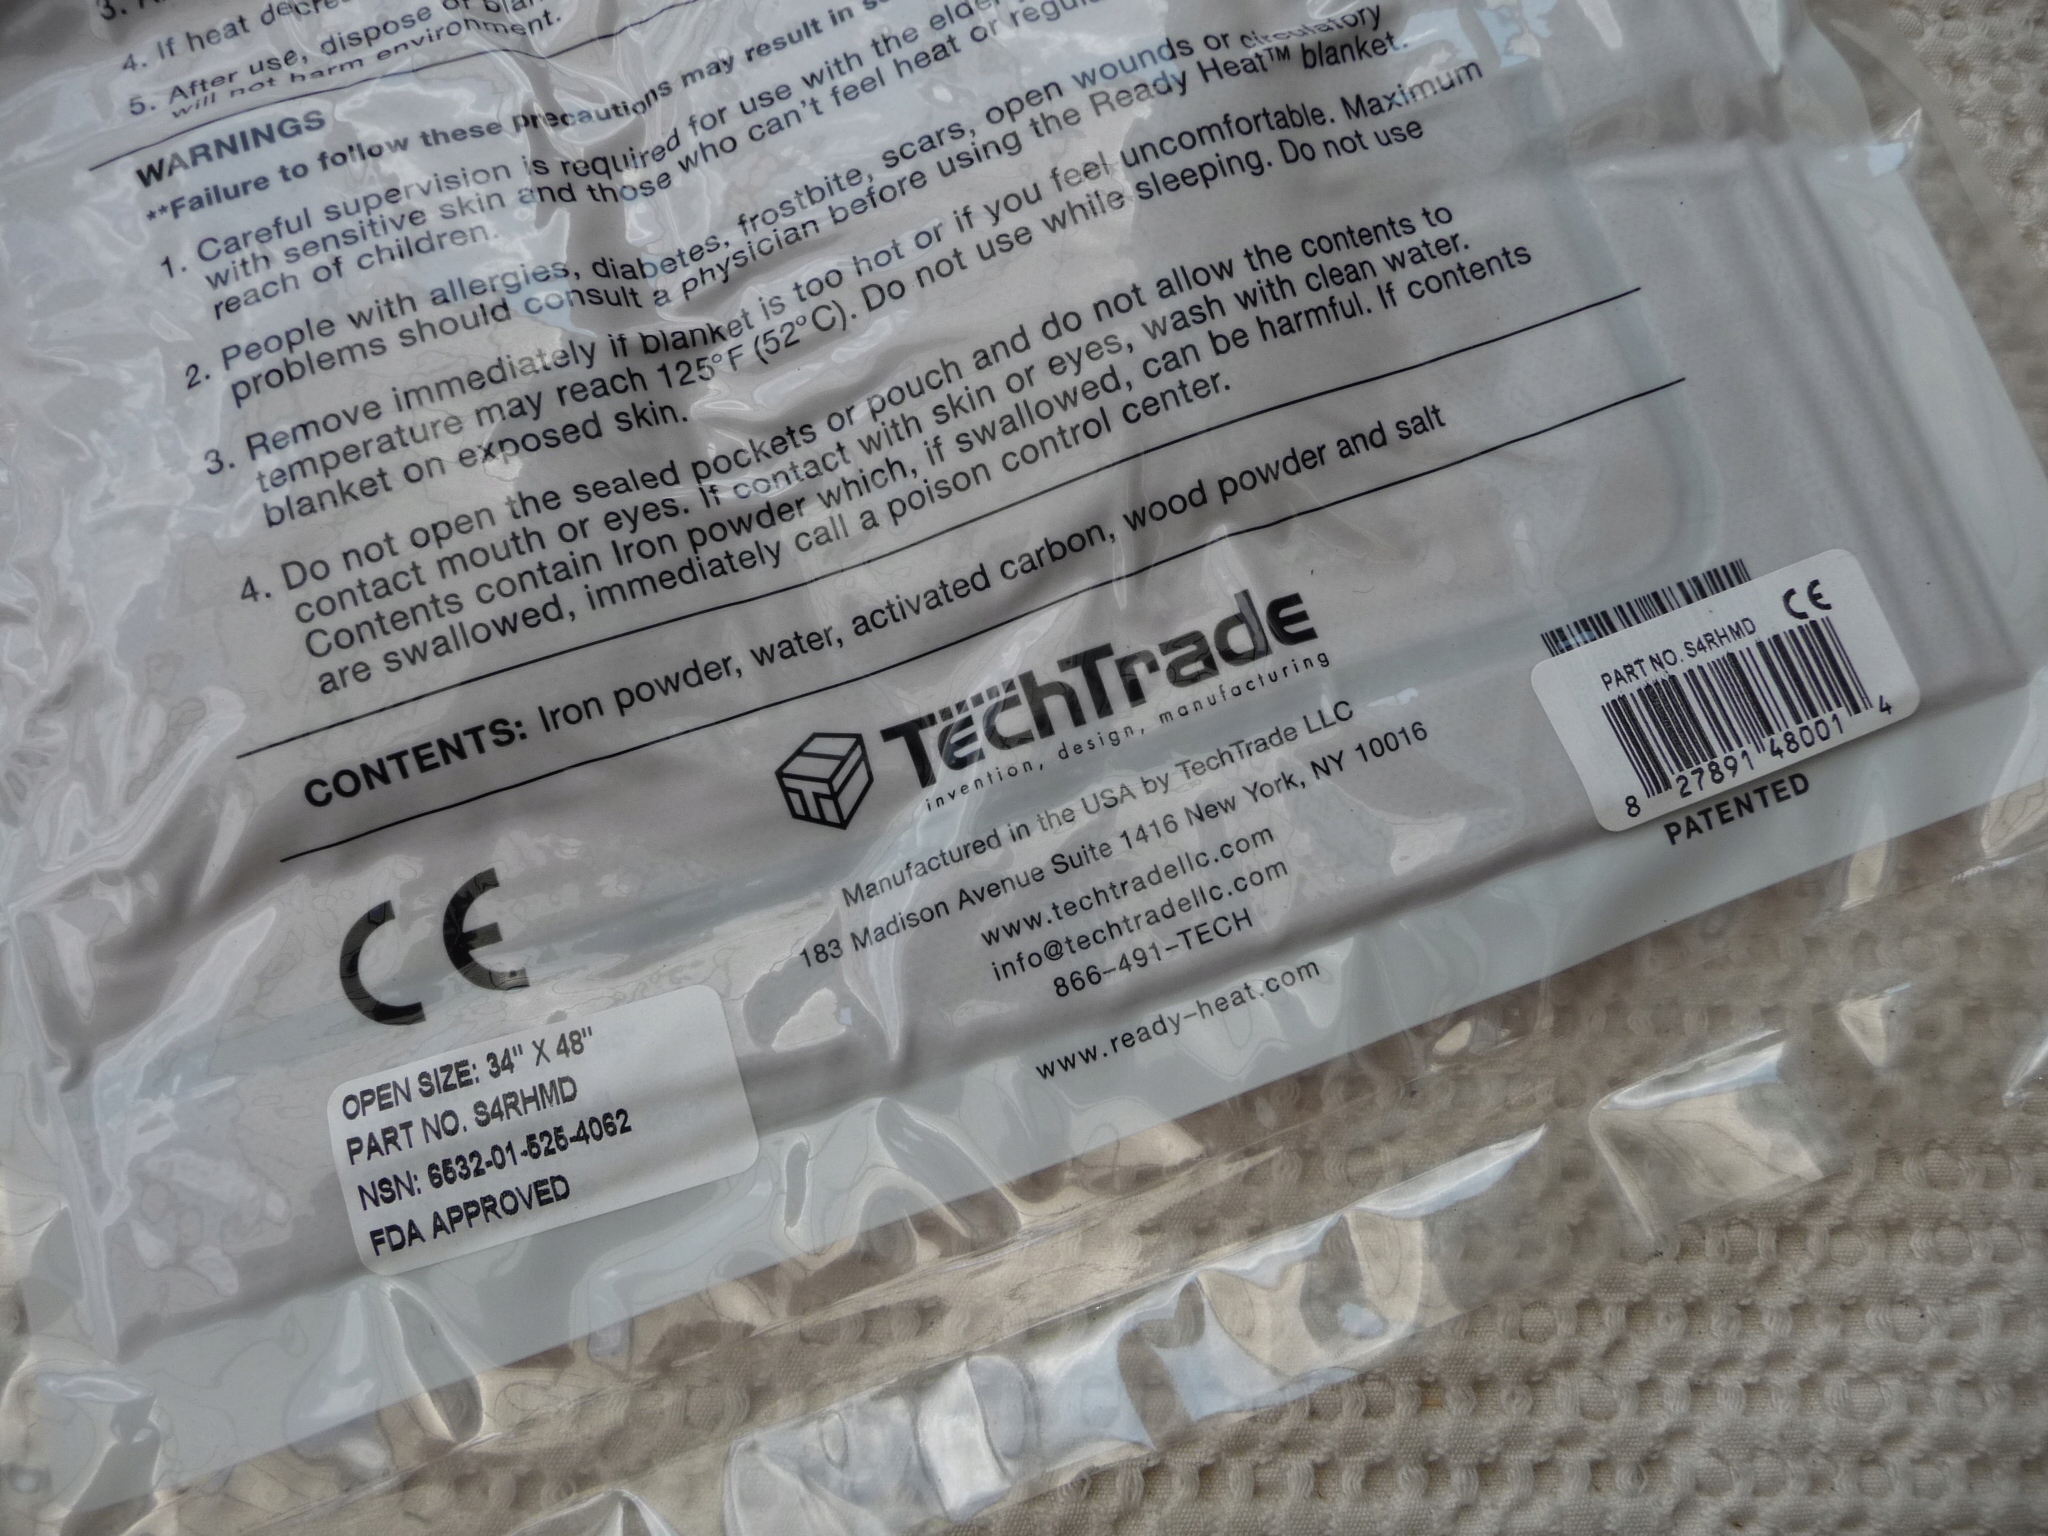 4. If heat
5. After use, dispose of
will not harm environment.
WARNINGS
**Failure to follow these precautions may result in
1. Careful supervision is required for use with the
with sensitive skin and those who can't feel heat or
reach of children.
2. People with allergies, diabetes, frostbite, scars, open wounds or circulatory
problems should consult a physician before using the Ready Heat™ blanket.
3. Remove immediately if blanket is too hot or if you feel uncomfortable. Maximum
temperature may reach 125°F (52°C). Do not use while sleeping. Do not use
blanket on exposed skin.
4. Do not open the sealed pockets or pouch and do not allow the contents to
contact mouth or eyes. If contact with skin or eyes, wash with clean water.
Contents contain Iron powder which, if swallowed, can be harmful. If contents
are swallowed, immediately call a poison control center.
CONTENTS: Iron powder, water, activated carbon, wood powder and salt
TechTrade
invention, design, manufacturing
Manufactured in the USA by TechTrade LLC
183 Madison Avenue Suite 1416 New York, NY 10016
www.techtradellc.com
info@techtradellc.com
866-491-TECH
www.ready-heat.com
CE
PART NO. S4RHMD
8 27891 48001 4
PATENTED
CE
OPEN SIZE: 34" X 48"
PART NO. S4RHMD
NSN: 6532-01-525-4062
FDA APPROVED